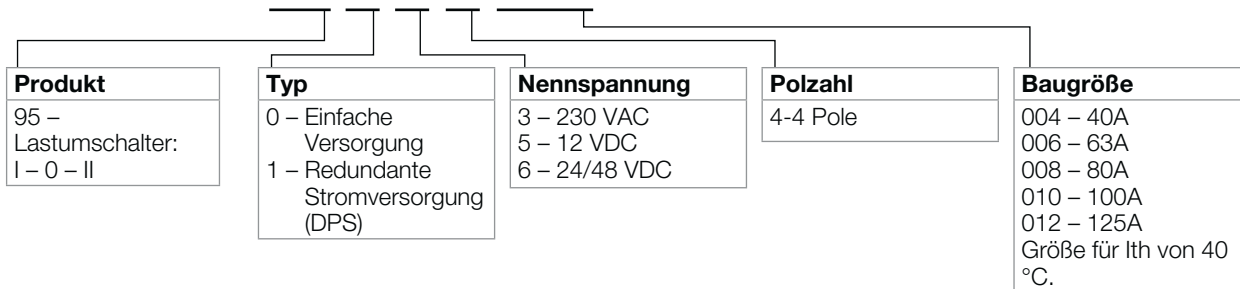 Produkt
95 –
Lastumschalter:
I – 0 – II
Typ
0 – Einfache
Versorgung
1 – Redundante
Stromversorgung
(DPS)
Nennspannung
3 – 230 VAC
5 – 12 VDC
6 – 24/48 VDC
Polzahl
4-4 Pole
Baugröße
004 – 40A
006 – 63A
008 – 80A
010 – 100A
012 – 125A
Größe für Ith von 40
°C.